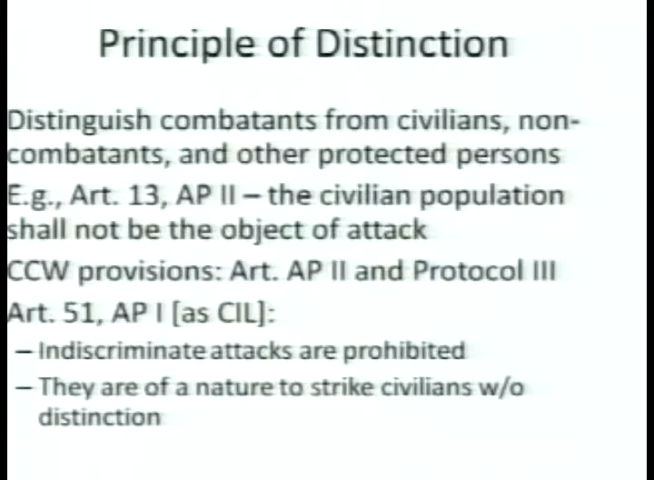 Principle of Distinction
Distinguish combatants from civilians, non-
combatants, and other protected persons
E.g., Art. 13, AP II – the civilian population
shall not be the object of attack
CCW provisions: Art. AP II and Protocol III
Art. 51, AP I [as CIL]:
– Indiscriminate attacks are prohibited
– They are of a nature to strike civilians w/o
distinction